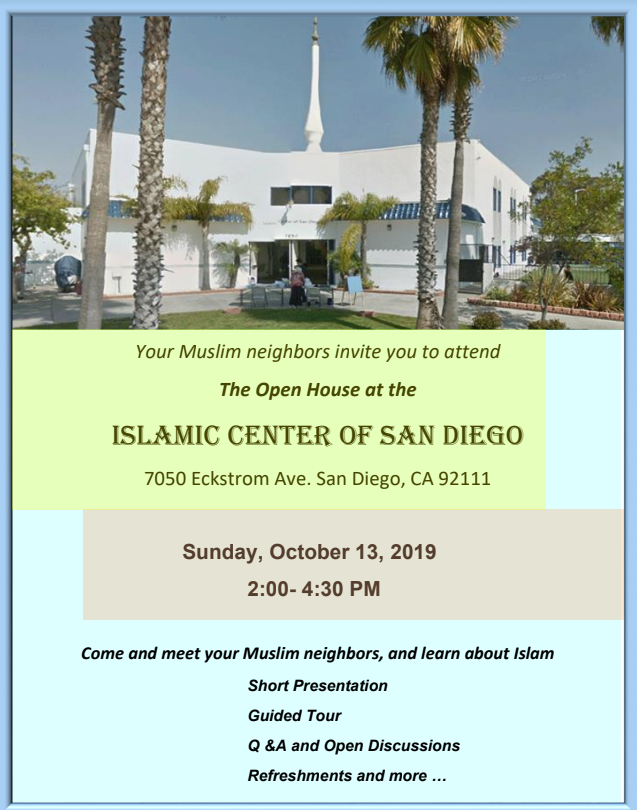 Your Muslim neighbors invite you to attend
The Open House at the
ISLAMIC CENTER OF SAN DIEGO
7050 Eckstrom Ave. San Diego, CA 92111
Sunday, October 13, 2019
2:00- 4:30 PM
Come and meet your Muslim neighbors, and learn about Islam
Short Presentation
Guided Tour
Q &A and Open Discussions
Refreshments and more …